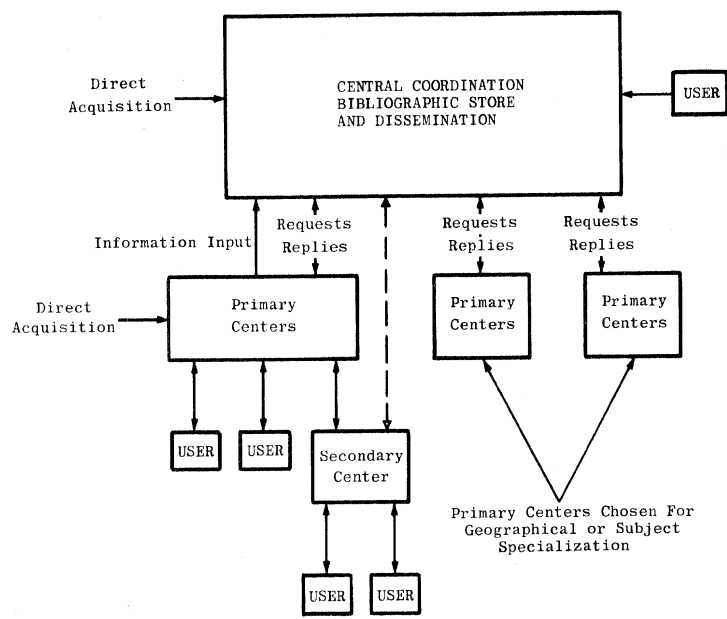 Direct
Acquisition
CENTRAL COORDINATION
BIBLIOGRAPHIC STORE
AND DISSEMINATION
USER
Information Input
Requests
Replies
Requests
Replies
Requests
Replies
Direct
Acquisition
Primary
Centers
Primary
Centers
Primary
Centers
USER
USER
Secondary
Center
Primary Centers Chosen For
Geographical or Subject
Specialization
USER
USER